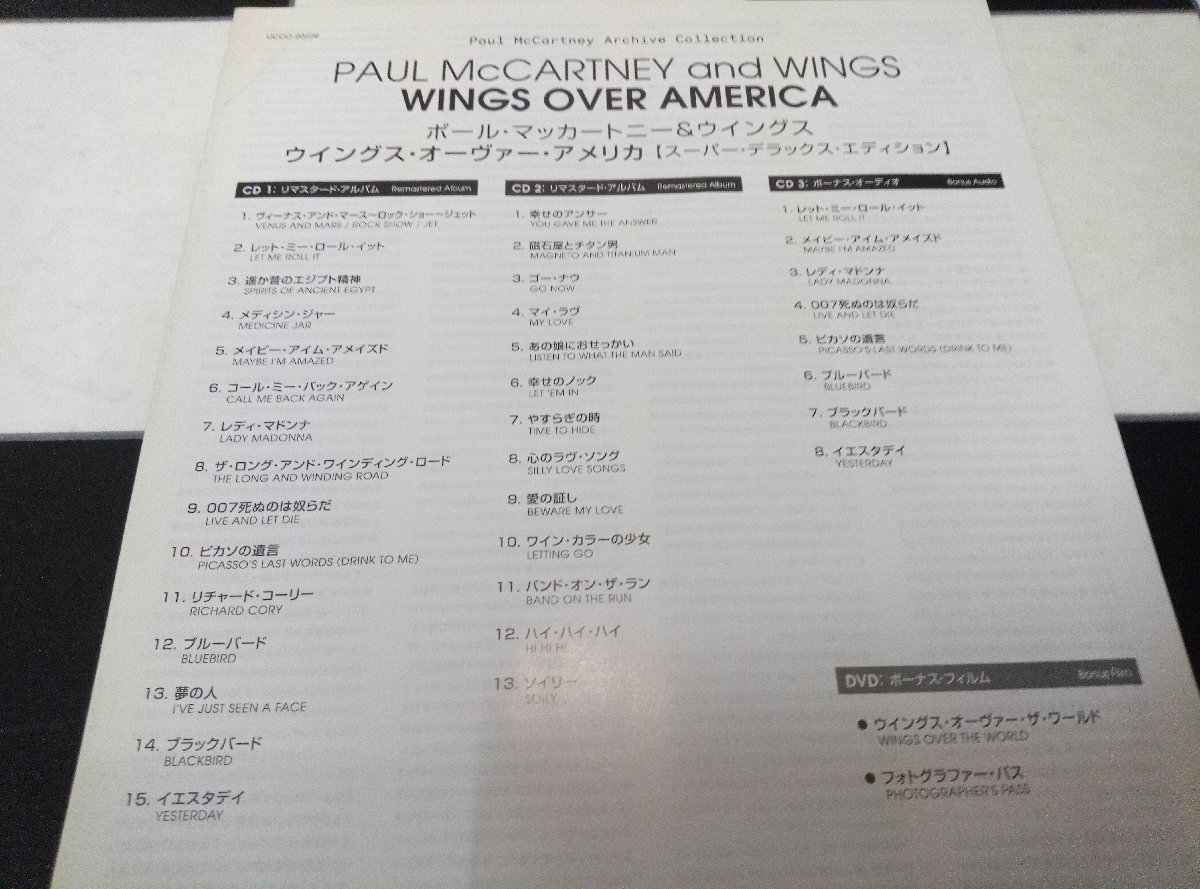 Paul McCartney Archive Collection
PAUL McCARTNEY and WINGS
WINGS OVER AMERICA
ポール・マッカートニー&ウイングス
ウイングス・オーヴァー・アメリカ【スーパー・デラックス・エディション】
CD 1: リマスタード・アルバム Remastered Album
1. ヴィーナス・アンド・マース〜ロック・ショー〜ジェット
VENUS AND MARS / ROCK SHOW / JET
2. レット・ミー・ロール・イット
LET ME ROLL IT
3.遥か昔のエジプト精神
SPIRITS OF ANCIENT EGYPT
4. メディシン・ジャー
MEDICINE JAR
5. メイビー・アイム・アメイズド
MAYBE I'M AMAZED
6. コール・ミー・バック・アゲイン
CALL ME BACK AGAIN
7. レディ・マドンナ
LADY MADONNA
8. ザ・ロング・アンド・ワインディング・ロード
THE LONG AND WINDING ROAD
9. 007死ぬのは奴らだ
LIVE AND LET DIE
10. ピカソの遺言
PICASSO'S LAST WORDS (DRINK TO ME)
11. リチャード・コーリー
RICHARD CORY
12. ブルーバード
BLUEBIRD
13. 夢の人
I'VE JUST SEEN A FACE
14. ブラックバード
BLACKBIRD
15. イエスタデイ
YESTERDAY
CD 2: リマスタード・アルバム Remastered Album
1. 幸せのアンサー
YOU GAVE ME THE ANSWER
2. 磁石屋とチタン男
MAGNETO AND TITANIUM MAN
3. ゴー・ナウ
GO NOW
4. マイ・ラヴ
MY LOVE
5. あの娘におせっかい
LISTEN TO WHAT THE MAN SAID
6. 幸せのノック
LET 'EM IN
7. やすらぎの時
TIME TO HIDE
8. 心のラヴ・ソング
SILLY LOVE SONGS
9. 愛の証し
BEWARE MY LOVE
10. ワイン・カラーの少女
LETTING GO
11. バンド・オン・ザ・ラン
BAND ON THE RUN
12. ハイ・ハイ・ハイ
HI HI HI
13. ソイリー
SOILY
CD 3: ボーナス・オーディオ Bonus Audio
1. レット・ミー・ロール・イット
LET ME ROLL IT
2. メイビー・アイム・アメイズド
MAYBE I'M AMAZED
3. レディ・マドンナ
LADY MADONNA
4. 007死ぬのは奴らだ
LIVE AND LET DIE
5. ピカソの遺言
PICASSO'S LAST WORDS (DRINK TO ME)
6. ブルーバード
BLUEBIRD
7. ブラックバード
BLACKBIRD
8. イエスタデイ
YESTERDAY
DVD: ボーナス・フィルム Bonus Film
● ウイングス・オーヴァー・ザ・ワールド
WINGS OVER THE WORLD
● フォトグラファー・パス
PHOTOGRAPHER'S PASS